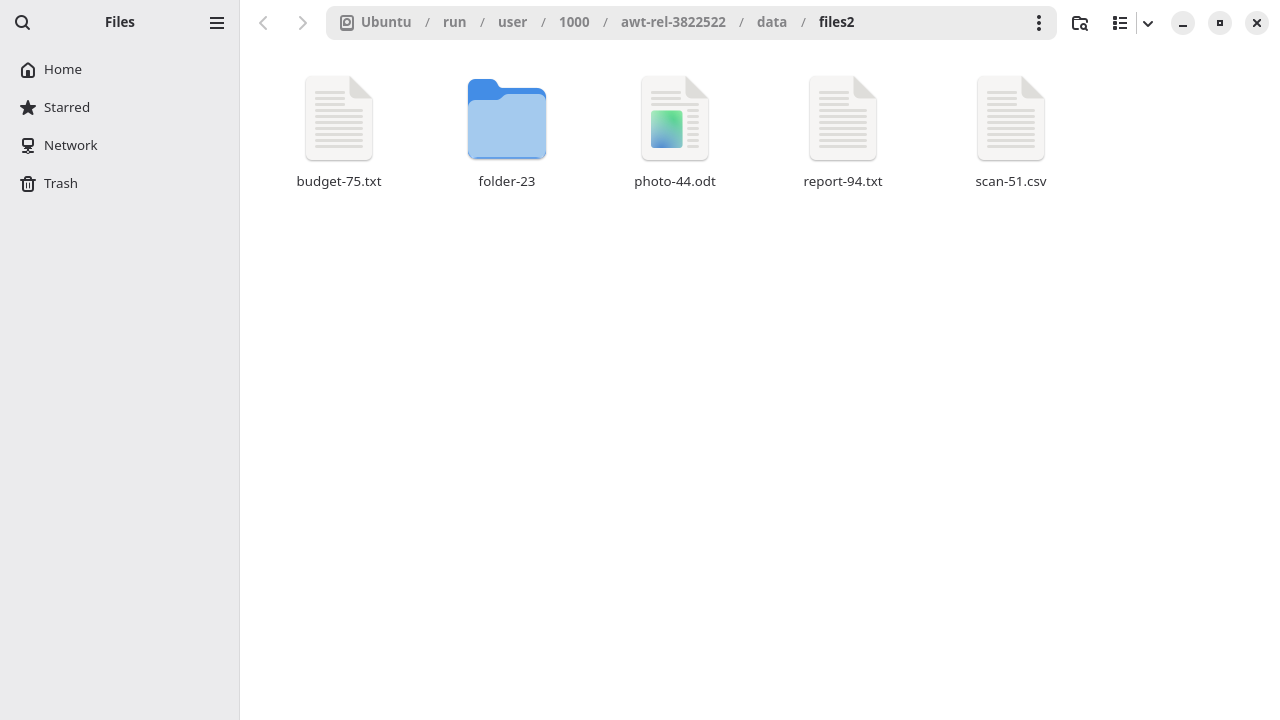 Files
Ubuntu / run / user / 1000 / awt-rel-3822522 / data / files2
Home
Starred
Network
Trash
budget-75.txt
folder-23
photo-44.odt
report-94.txt
scan-51.csv